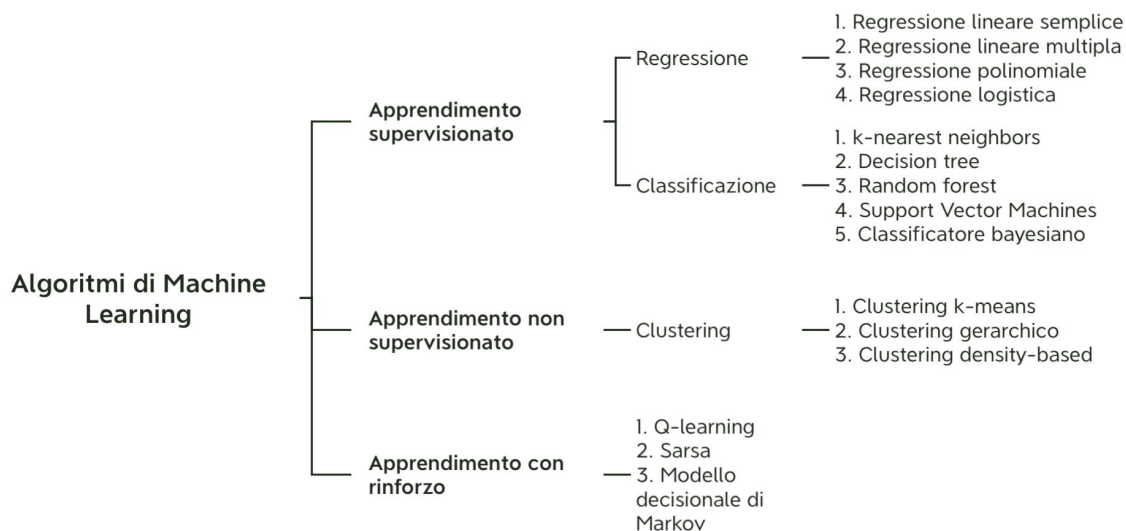 Algoritmi di Machine
Learning
Apprendimento
supervisionato
Regressione
1. Regressione lineare semplice
2. Regressione lineare multipla
3. Regressione polinomiale
4. Regressione logistica
Classificazione
1. k-nearest neighbors
2. Decision tree
3. Random forest
4. Support Vector Machines
5. Classificatore bayesiano
Apprendimento non
supervisionato
Clustering
1. Clustering k-means
2. Clustering gerarchico
3. Clustering density-based
Apprendimento con
rinforzo
1. Q-learning
2. Sarsa
3. Modello
decisionale di
Markov